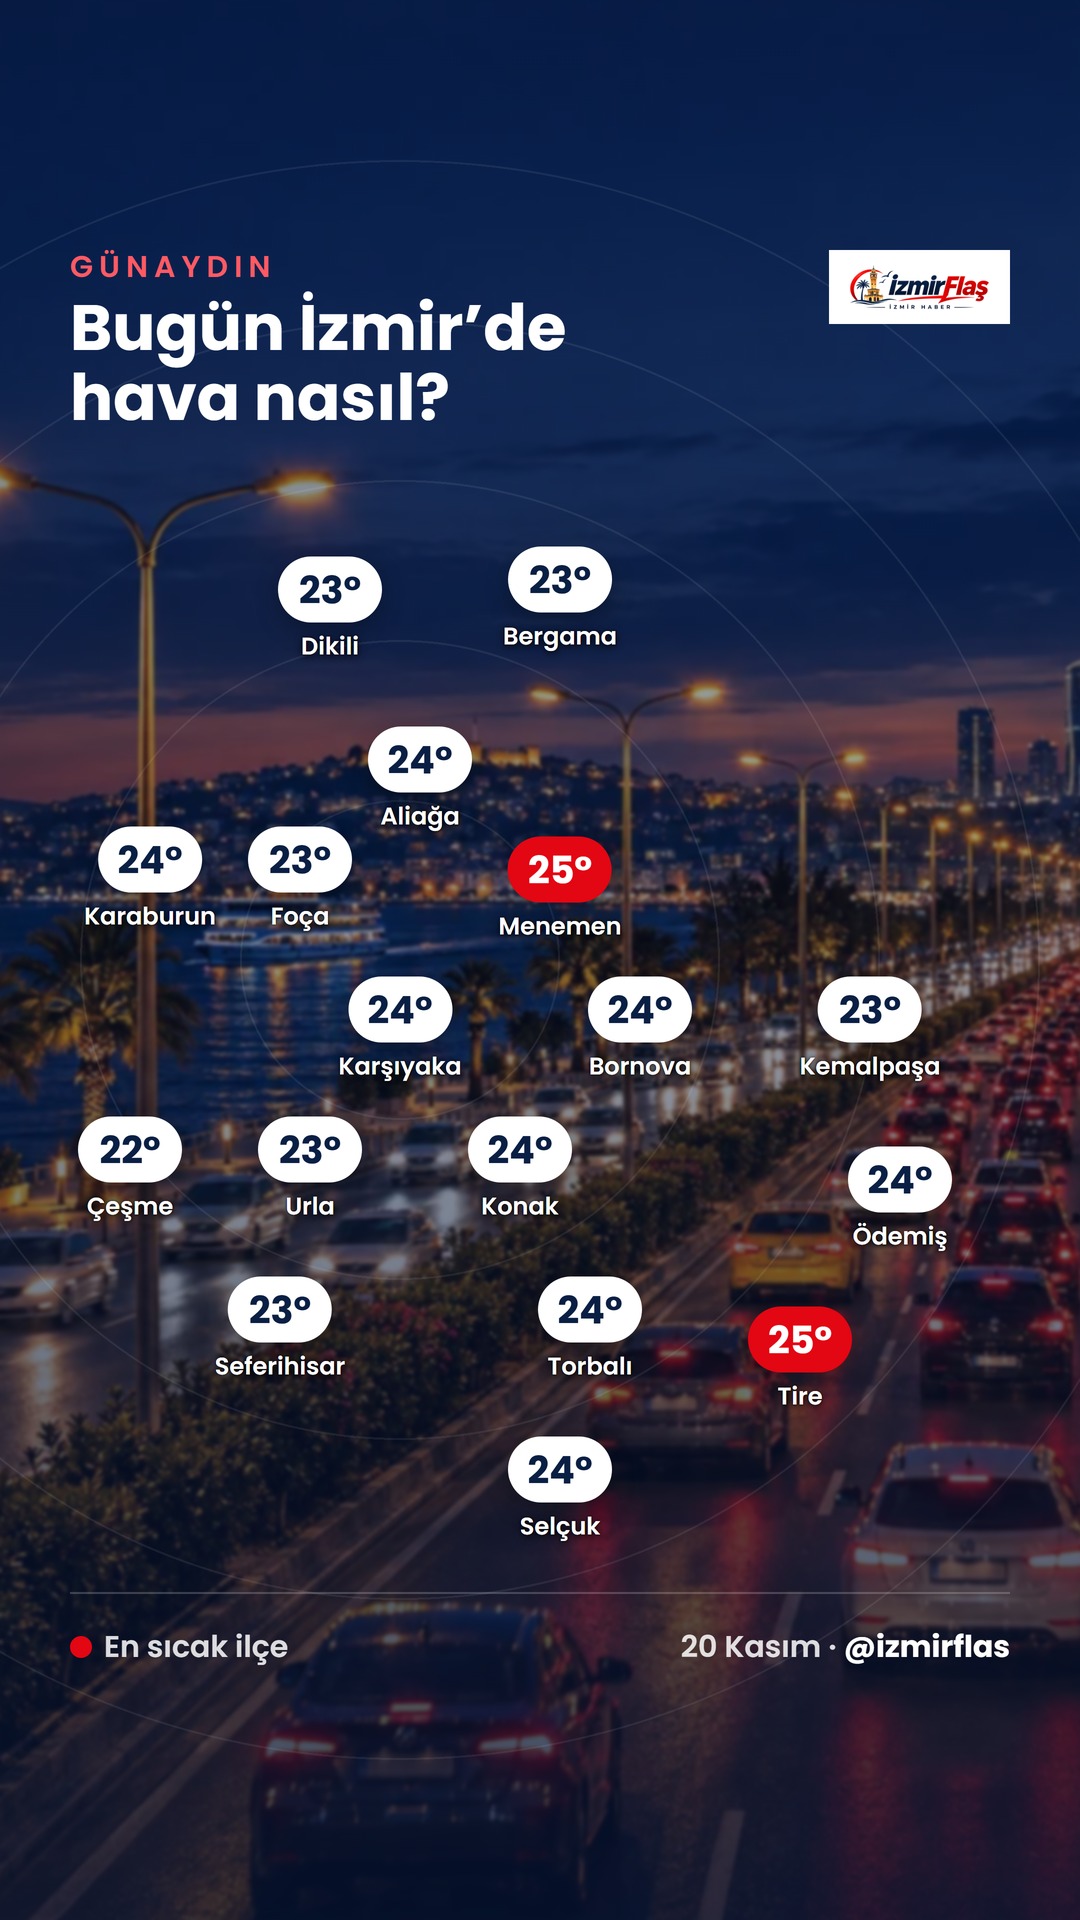 GÜNAYDIN
Bugün İzmir’de
hava nasıl?
izmirFlaş
İZMİR HABER
23°
Dikili
23°
Bergama
24°
Aliağa
24°
Karaburun
23°
Foça
25°
Menemen
24°
Karşıyaka
24°
Bornova
23°
Kemalpaşa
22°
Çeşme
23°
Urla
24°
Konak
24°
Ödemiş
23°
Seferihisar
24°
Torbalı
25°
Tire
24°
Selçuk
En sıcak ilçe
20 Kasım · @izmirflas